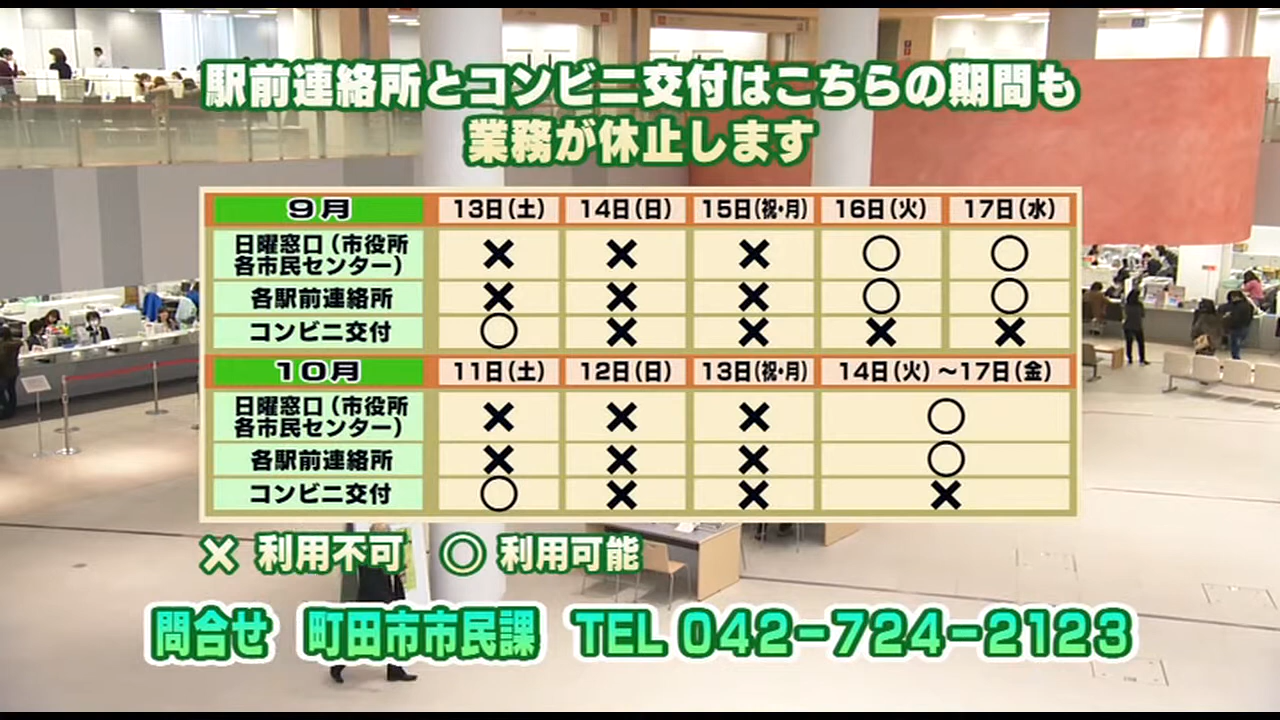 駅前連絡所とコンビニ交付はこちらの期間も
業務が休止します
9月 13日(土) 14日(日) 15日(祝・月) 16日(火) 17日(水)
日曜窓口(市役所
各市民センター) × × × ○ ○
各駅前連絡所 × × × ○ ○
コンビニ交付 ○ × × × ×
10月 11日(土) 12日(日) 13日(祝・月) 14日(火)~17日(金)
日曜窓口(市役所
各市民センター) × × × ○
各駅前連絡所 × × × ○
コンビニ交付 ○ × × ×
× 利用不可 ○ 利用可能
問合せ 町田市市民課 TEL 042-724-2123